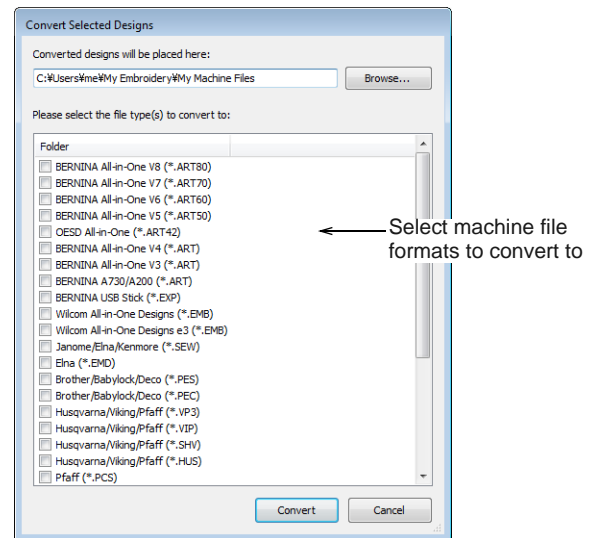 Convert Selected Designs
Converted designs will be placed here:
C:¥Users¥me¥My Embroidery¥My Machine Files
Browse...
Please select the file type(s) to convert to:
Folder
BERNINA All-in-One V8 (*.ART80)
BERNINA All-in-One V7 (*.ART70)
BERNINA All-in-One V6 (*.ART60)
BERNINA All-in-One V5 (*.ART50)
OESD All-in-One (*.ART42)
BERNINA All-in-One V4 (*.ART)
BERNINA All-in-One V3 (*.ART)
BERNINA A730/A200 (*.ART)
BERNINA USB Stick (*.EXP)
Wilcom All-in-One Designs (*.EMB)
Wilcom All-in-One Designs e3 (*.EMB)
Janome/Elna/Kenmore (*.SEW)
Elna (*.EMD)
Brother/Babylock/Deco (*.PES)
Brother/Babylock/Deco (*.PEC)
Husqvarna/Viking/Pfaff (*.VP3)
Husqvarna/Viking/Pfaff (*.VIP)
Husqvarna/Viking/Pfaff (*.SHV)
Husqvarna/Viking/Pfaff (*.HUS)
Pfaff (*.PCS)
Select machine file
formats to convert to
Convert
Cancel